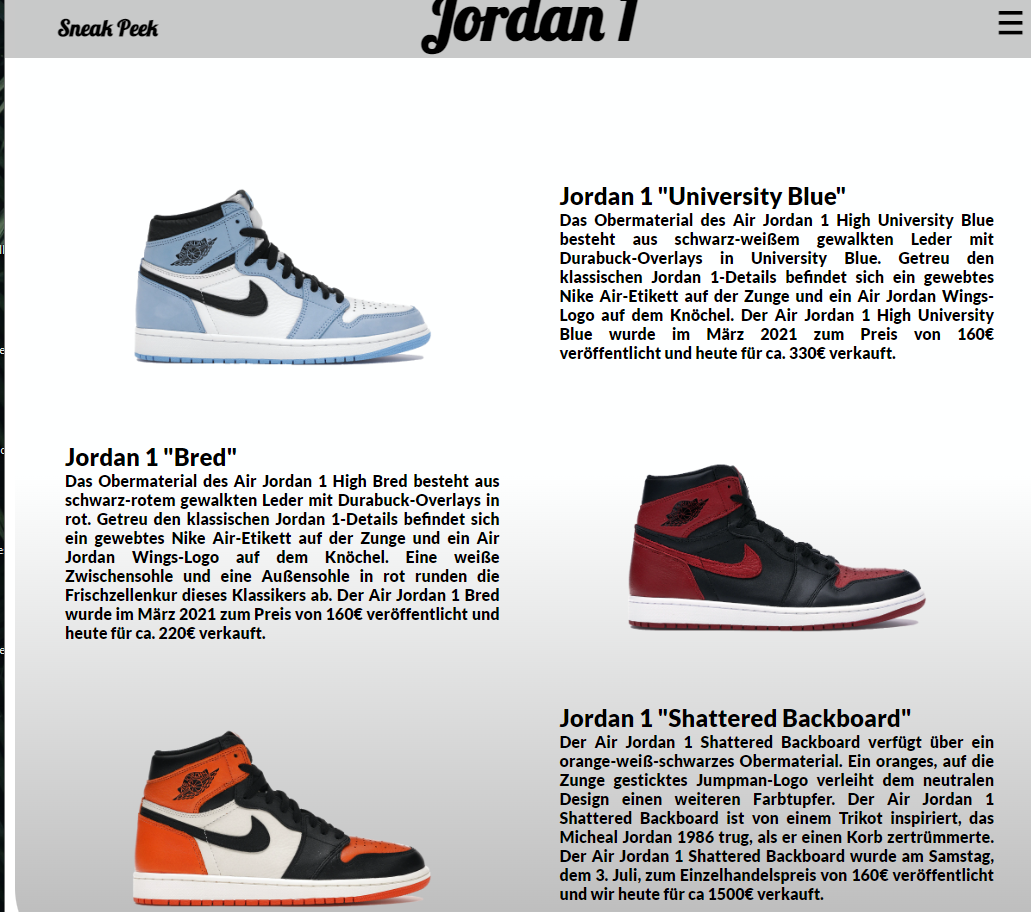 Sneak Peek
Jordan 1
Jordan 1 "University Blue"
Das Obermaterial des Air Jordan 1 High University Blue
besteht aus schwarz-weißem gewalkten Leder mit
Durabuck-Overlays in University Blue. Getreu den
klassischen Jordan 1-Details befindet sich ein gewebtes
Nike Air-Etikett auf der Zunge und ein Air Jordan Wings-
Logo auf dem Knöchel. Der Air Jordan 1 High University
Blue wurde im März 2021 zum Preis von 160€
veröffentlicht und heute für ca. 330€ verkauft.
Jordan 1 "Bred"
Das Obermaterial des Air Jordan 1 High Bred besteht aus
schwarz-rotem gewalkten Leder mit Durabuck-Overlays in
rot. Getreu den klassischen Jordan 1-Details befindet sich
ein gewebtes Nike Air-Etikett auf der Zunge und ein Air
Jordan Wings-Logo auf dem Knöchel. Eine weiße
Zwischensohle und eine Außensohle in rot runden die
Frischzellenkur dieses Klassikers ab. Der Air Jordan 1 Bred
wurde im März 2021 zum Preis von 160€ veröffentlicht und
heute für ca. 220€ verkauft.
Jordan 1 "Shattered Backboard"
Der Air Jordan 1 Shattered Backboard verfügt über ein
orange-weiß-schwarzes Obermaterial. Ein oranges, auf die
Zunge gesticktes Jumpman-Logo verleiht dem neutralen
Design einen weiteren Farbtupfer. Der Air Jordan 1
Shattered Backboard ist von einem Trikot inspiriert, das
Micheal Jordan 1986 trug, als er einen Korb zertrümmerte.
Der Air Jordan 1 Shattered Backboard wurde am Samstag,
dem 3. Juli, zum Einzelhandelspreis von 160€ veröffentlicht
und wir heute für ca 1500€ verkauft.